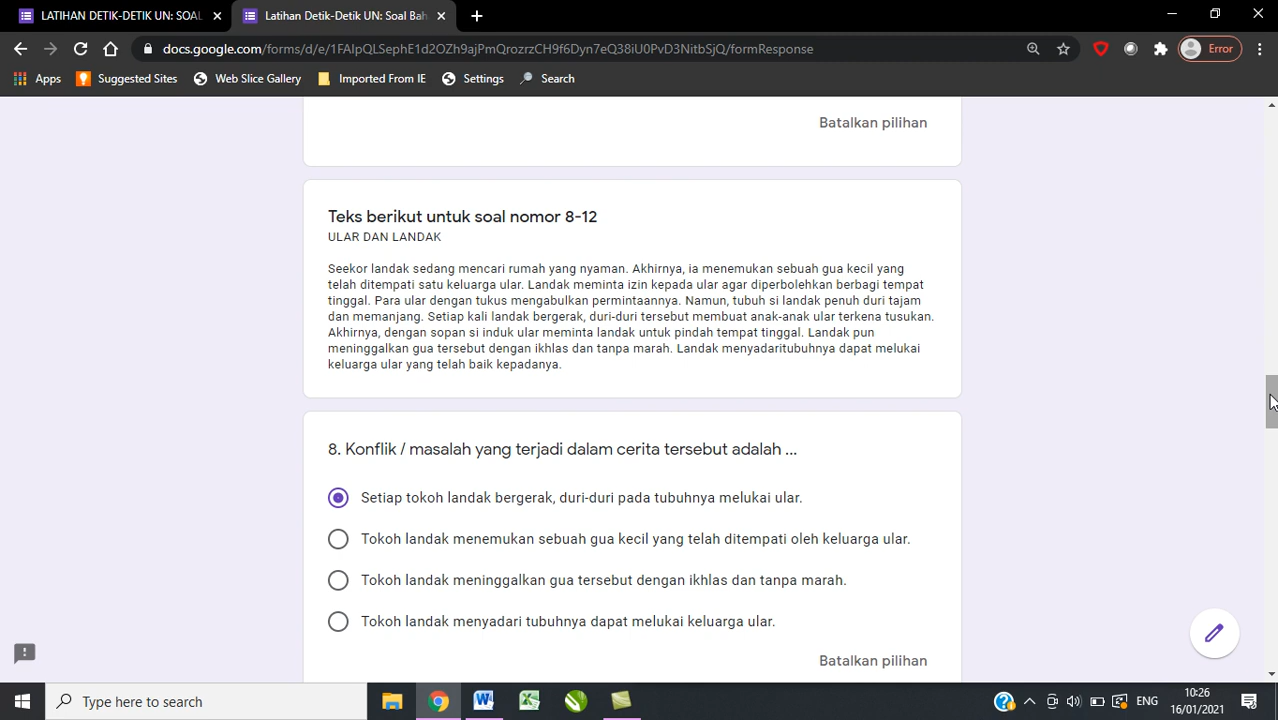 LATIHAN DETIK-DETIK UN: SOAL
Latihan Detik-Detik UN: Soal Bah
docs.google.com/forms/d/e/1FAIpQLSephE1d2OZh9ajPmQrozrzCH9f6Dyn7eQ38iU0PvD3NitbSjQ/formResponse
Error
Apps
Suggested Sites
Web Slice Gallery
Imported From IE
Settings
Search
Batalkan pilihan
Teks berikut untuk soal nomor 8-12
ULAR DAN LANDAK
Seekor landak sedang mencari rumah yang nyaman. Akhirnya, ia menemukan sebuah gua kecil yang
telah ditempati satu keluarga ular. Landak meminta izin kepada ular agar diperbolehkan berbagi tempat
tinggal. Para ular dengan tukus mengabulkan permintaannya. Namun, tubuh si landak penuh duri tajam
dan memanjang. Setiap kali landak bergerak, duri-duri tersebut membuat anak-anak ular terkena tusukan.
Akhirnya, dengan sopan si induk ular meminta landak untuk pindah tempat tinggal. Landak pun
meninggalkan gua tersebut dengan ikhlas dan tanpa marah. Landak menyadaritubuhnya dapat melukai
keluarga ular yang telah baik kepadanya.
8. Konflik / masalah yang terjadi dalam cerita tersebut adalah ...
Setiap tokoh landak bergerak, duri-duri pada tubuhnya melukai ular.
Tokoh landak menemukan sebuah gua kecil yang telah ditempati oleh keluarga ular.
Tokoh landak meninggalkan gua tersebut dengan ikhlas dan tanpa marah.
Tokoh landak menyadari tubuhnya dapat melukai keluarga ular.
Batalkan pilihan
Type here to search
ENG
10:26
16/01/2021